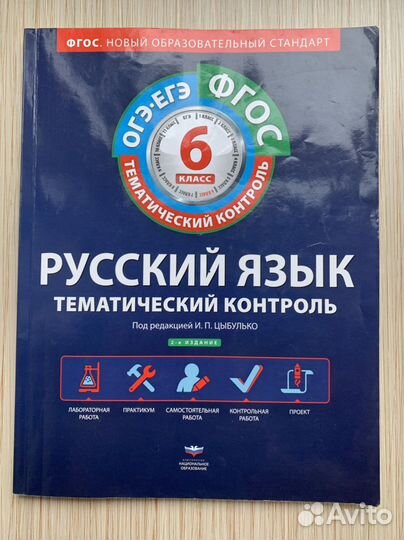 ФГОС. НОВЫЙ ОБРАЗОВАТЕЛЬНЫЙ СТАНДАРТ
ОГЭ•ЕГЭ
ФГОС
6
КЛАСС
ТЕМАТИЧЕСКИЙ КОНТРОЛЬ
РУССКИЙ ЯЗЫК
ТЕМАТИЧЕСКИЙ КОНТРОЛЬ
Под редакцией И. П. ЦЫБУЛЬКО
2-е ИЗДАНИЕ
ЛАБОРАТОРНАЯ РАБОТА
ПРАКТИКУМ
САМОСТОЯТЕЛЬНАЯ РАБОТА
КОНТРОЛЬНАЯ РАБОТА
ПРОЕКТ
НАЦИОНАЛЬНОЕ
ОБРАЗОВАНИЕ
Avito